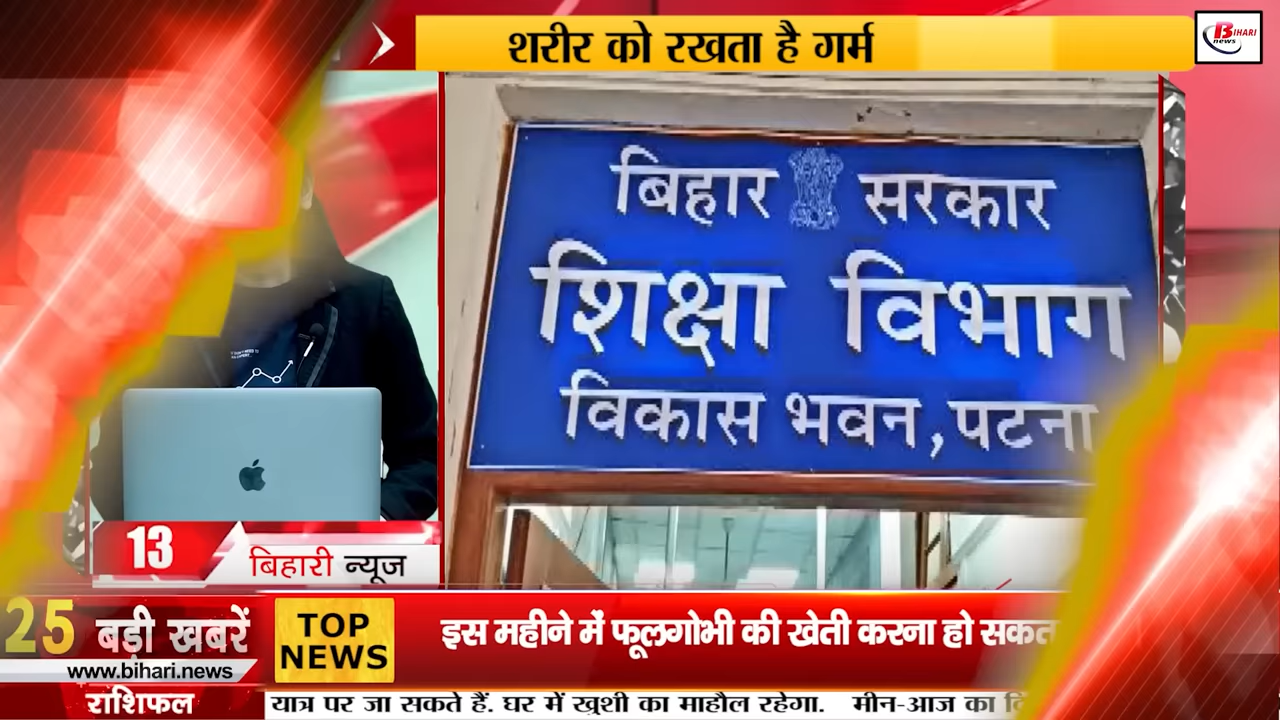 शरीर को रखता है गर्म
BIHARI
news
बिहार सरकार
शिक्षा विभाग
विकास भवन, पटना
13
बिहारी न्यूज
25 बड़ी खबरें
TOP
NEWS
इस महीने में फूलगोभी की खेती करना हो सकता
www.bihari.news
राशिफल
यात्र पर जा सकते हैं. घर में खुशी का माहौल रहेगा. मीन-आज का